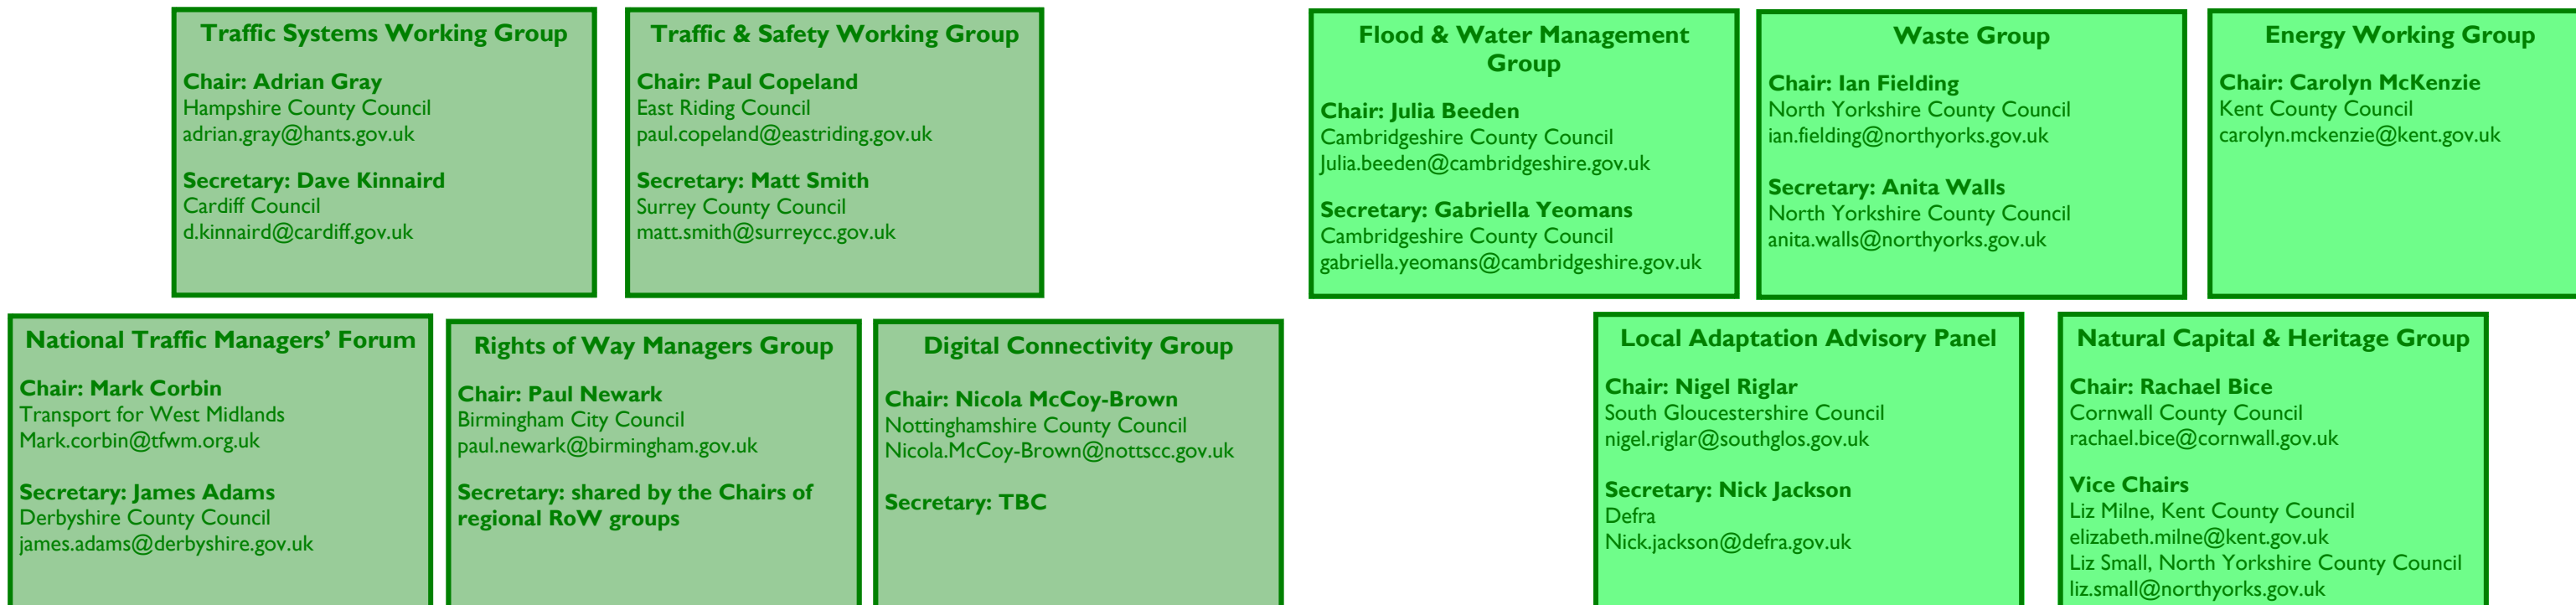 Traffic Systems Working Group
Chair: Adrian Gray
Hampshire County Council
adrian.gray@hants.gov.uk
Secretary: Dave Kinnaird
Cardiff Council
d.kinnaird@cardiff.gov.uk
Traffic & Safety Working Group
Chair: Paul Copeland
East Riding Council
paul.copeland@eastriding.gov.uk
Secretary: Matt Smith
Surrey County Council
matt.smith@surreycc.gov.uk
Flood & Water Management
Group
Chair: Julia Beeden
Cambridgeshire County Council
Julia.beeden@cambridgeshire.gov.uk
Secretary: Gabriella Yeomans
Cambridgeshire County Council
gabriella.yeomans@cambridgeshire.gov.uk
Waste Group
Chair: Ian Fielding
North Yorkshire County Council
ian.fielding@northyorks.gov.uk
Secretary: Anita Walls
North Yorkshire County Council
anita.walls@northyorks.gov.uk
Energy Working Group
Chair: Carolyn McKenzie
Kent County Council
carolyn.mckenzie@kent.gov.uk
National Traffic Managers’ Forum
Chair: Mark Corbin
Transport for West Midlands
Mark.corbin@tfwm.org.uk
Secretary: James Adams
Derbyshire County Council
james.adams@derbyshire.gov.uk
Rights of Way Managers Group
Chair: Paul Newark
Birmingham City Council
paul.newark@birmingham.gov.uk
Secretary: shared by the Chairs of
regional RoW groups
Digital Connectivity Group
Chair: Nicola McCoy-Brown
Nottinghamshire County Council
Nicola.McCoy-Brown@nottscc.gov.uk
Secretary: TBC
Local Adaptation Advisory Panel
Chair: Nigel Riglar
South Gloucestershire Council
nigel.riglar@southglos.gov.uk
Secretary: Nick Jackson
Defra
Nick.jackson@defra.gov.uk
Natural Capital & Heritage Group
Chair: Rachael Bice
Cornwall County Council
rachael.bice@cornwall.gov.uk
Vice Chairs
Liz Milne, Kent County Council
elizabeth.milne@kent.gov.uk
Liz Small, North Yorkshire County Council
liz.small@northyorks.gov.uk